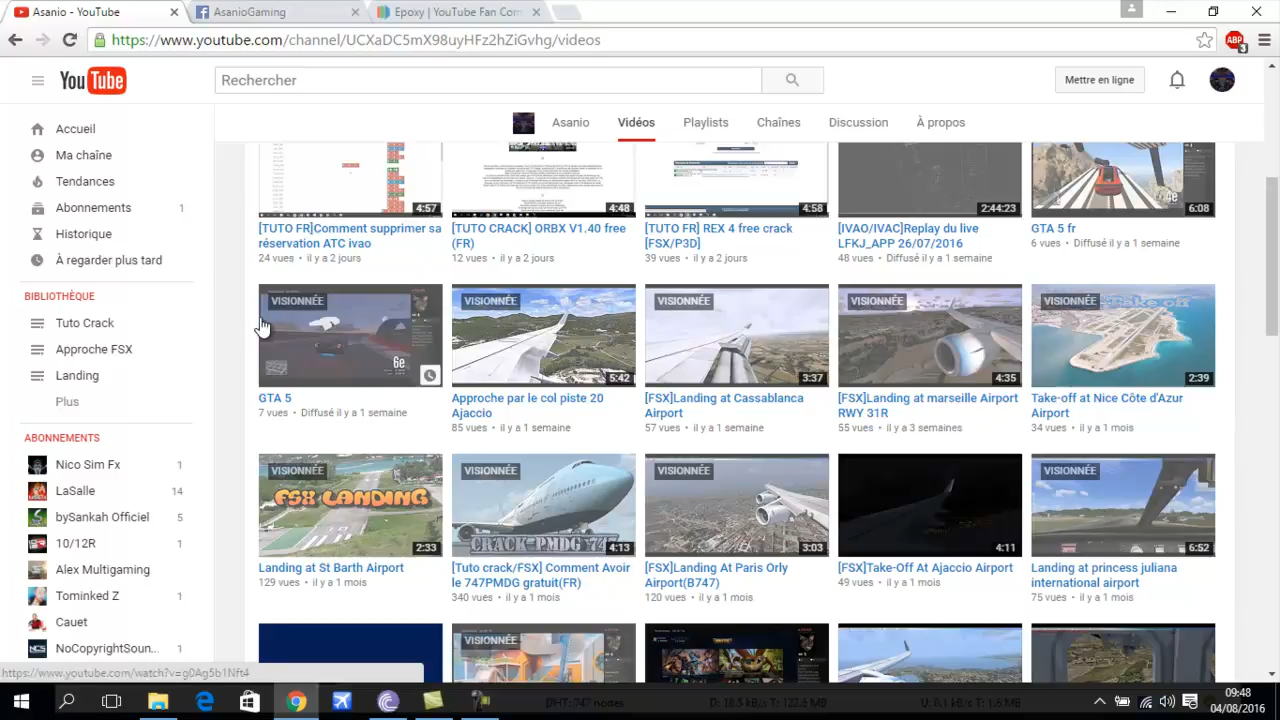 Asanio - YouTube
AsanioGaming
Epoxy | YouTube Fan Com
https://www.youtube.com/channel/UCXaDC5mX98uyHFz2hZiGvhg/videos
ABP
3
YouTube
Rechercher
Mettre en ligne
Asanio
Vidéos
Playlists
Chaînes
Discussion
À propos
Accueil
Ma chaîne
Tendances
Abonnements 1
Historique
À regarder plus tard
BIBLIOTHÈQUE
Tuto Crack
Approche FSX
Landing
Plus
ABONNEMENTS
Nico Sim Fx 1
LaSalle 14
bySankah Officiel 5
10/12R 1
Alex Multigaming
Tominked Z 1
Cauet
NoCopyrightSoun... 1
4:57
[TUTO FR]Comment supprimer sa
réservation ATC ivao
24 vues • il y a 2 jours
4:48
[TUTO CRACK] ORBX V1.40 free
(FR)
12 vues • il y a 2 jours
4:58
[TUTO FR] REX 4 free crack
[FSX/P3D]
39 vues • il y a 2 jours
2:44:23
[IVAO/IVAC]Replay du live
LFKJ_APP 26/07/2016
48 vues • Diffusé il y a 1 semaine
6:08
GTA 5 fr
6 vues • Diffusé il y a 1 semaine
VISIONNÉE
6e
GTA 5
7 vues • Diffusé il y a 1 semaine
VISIONNÉE
5:42
Approche par le col piste 20
Ajaccio
85 vues • il y a 1 semaine
VISIONNÉE
3:37
[FSX]Landing at Cassablanca
Airport
57 vues • il y a 1 semaine
VISIONNÉE
4:35
[FSX]Landing at marseille Airport
RWY 31R
55 vues • il y a 3 semaines
VISIONNÉE
2:39
Take-off at Nice Côte d'Azur
Airport
34 vues • il y a 1 mois
VISIONNÉE
FSX LANDING
2:33
Landing at St Barth Airport
129 vues • il y a 1 mois
VISIONNÉE
CRACK PMDG 747
4:13
[Tuto crack/FSX] Comment Avoir
le 747PMDG gratuit(FR)
340 vues • il y a 1 mois
VISIONNÉE
3:03
[FSX]Landing At Paris Orly
Airport(B747)
120 vues • il y a 1 mois
4:11
[FSX]Take-Off At Ajaccio Airport
49 vues • il y a 1 mois
VISIONNÉE
6:52
Landing at princess juliana
international airport
75 vues • il y a 1 mois
VISIONNÉE
DHT: 747 nodes
09:48
04/08/2016